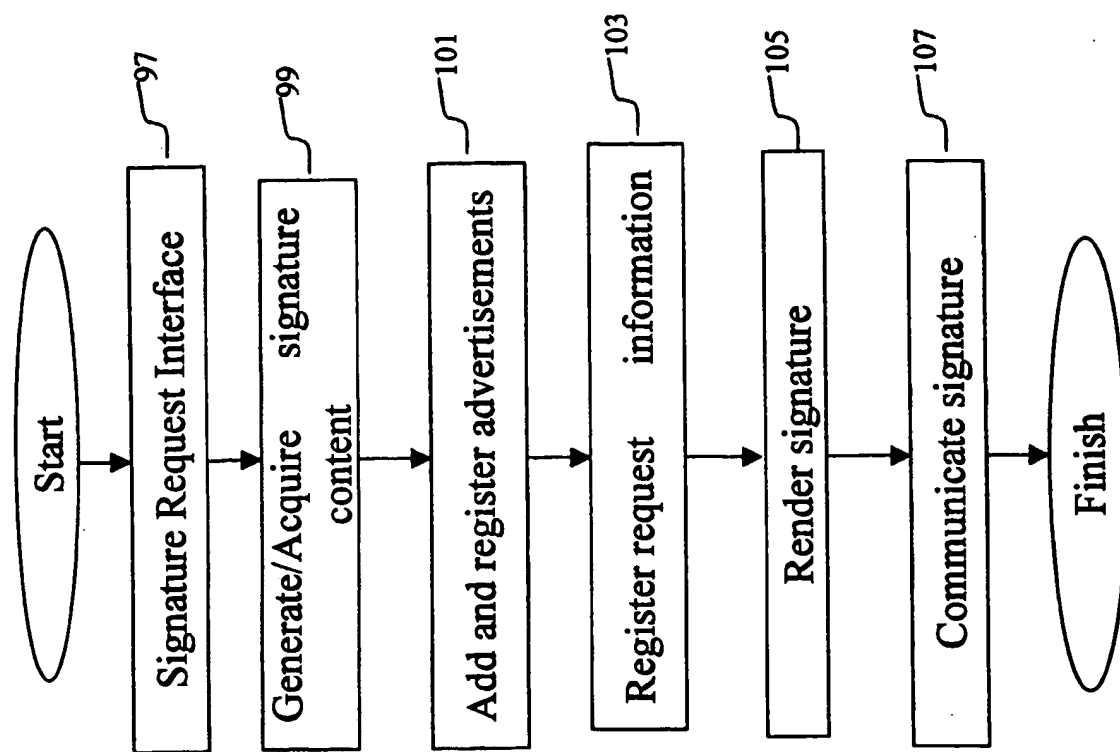 Start
Signature Request Interface
97
Generate/Acquire signature
content
99
Add and register advertisements
101
Register request information
103
Render signature
105
Communicate signature
107
Finish